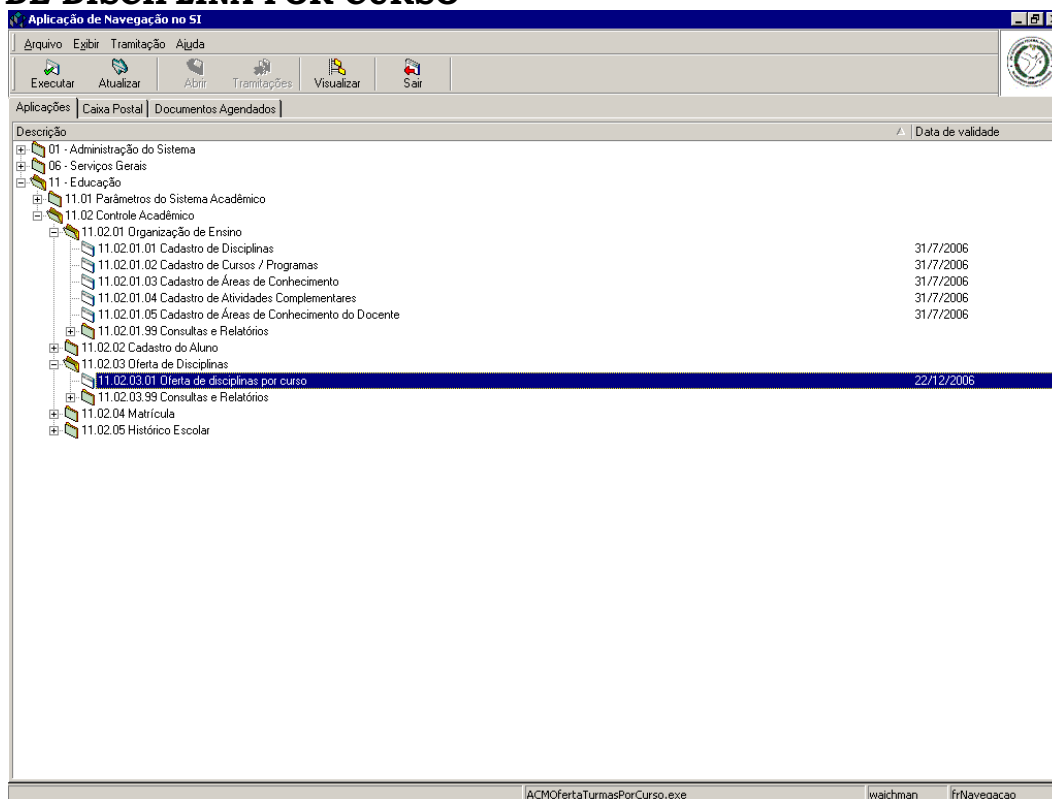 DE DISCIPLINA POR CURSO
Aplicação de Navegação no SI
Arquivo Exibir Tramitação Ajuda
Executar Atualizar Abrir Tramitações Visualizar Sair
Aplicações Caixa Postal Documentos Agendados
Descrição Data de validade
01 - Administração do Sistema
06 - Serviços Gerais
11 - Educação
11.01 Parâmetros do Sistema Acadêmico
11.02 Controle Acadêmico
11.02.01 Organização de Ensino
11.02.01.01 Cadastro de Disciplinas 31/7/2006
11.02.01.02 Cadastro de Cursos / Programas 31/7/2006
11.02.01.03 Cadastro de Áreas de Conhecimento 31/7/2006
11.02.01.04 Cadastro de Atividades Complementares 31/7/2006
11.02.01.05 Cadastro de Áreas de Conhecimento do Docente 31/7/2006
11.02.01.99 Consultas e Relatórios
11.02.02 Cadastro do Aluno
11.02.03 Oferta de Disciplinas
11.02.03.01 Oferta de disciplinas por curso 22/12/2006
11.02.03.99 Consultas e Relatórios
11.02.04 Matrícula
11.02.05 Histórico Escolar
ACMOfertaTurmasPorCurso.exe waichman frNavegacao